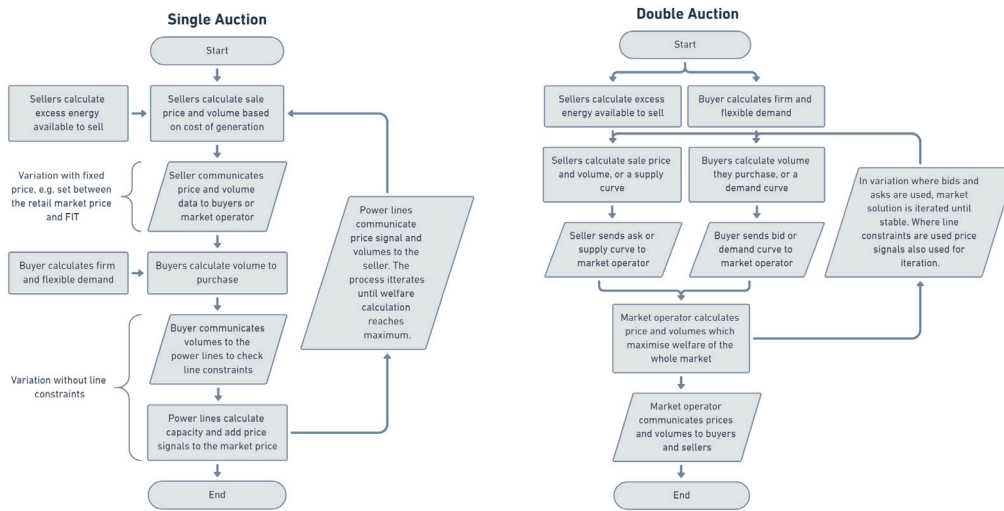 Single Auction
Start
Sellers calculate
excess energy
available to sell
Sellers calculate sale
price and volume based
on cost of generation
Variation with fixed
price, e.g. set between
the retail market price
and FIT
Seller communicates
price and volume
data to buyers or
market operator
Power lines
communicate
price signal and
volumes to the
seller. The
process itterates
until welfare
calculation
reaches
maximum.
Buyer calculates firm
and flexible demand
Buyers calculate volume to
purchase
Buyer communicates
volumes to the
power lines to check
line constraints
Variation without line
constraints
Power lines calculate
capacity and add price
signals to the market price
End
Double Auction
Start
Sellers calculate excess
energy available to sell
Buyer calculates firm and
flexible demand
Sellers calculate sale price
and volume, or a supply
curve
Buyers calculate volume
they purchase, or a
demand curve
In variation where bids and
asks are used, market
solution is iterated until
stable. Where line
constraints are used price
signals also used for
iteration.
Seller sends ask or
supply curve to
market operator
Buyer sends bid or
demand curve to
market operator
Market operator calculates
price and volumes which
maximise welfare of the
whole market
Market operator
communicates prices
and volumes to buyers
and sellers
End